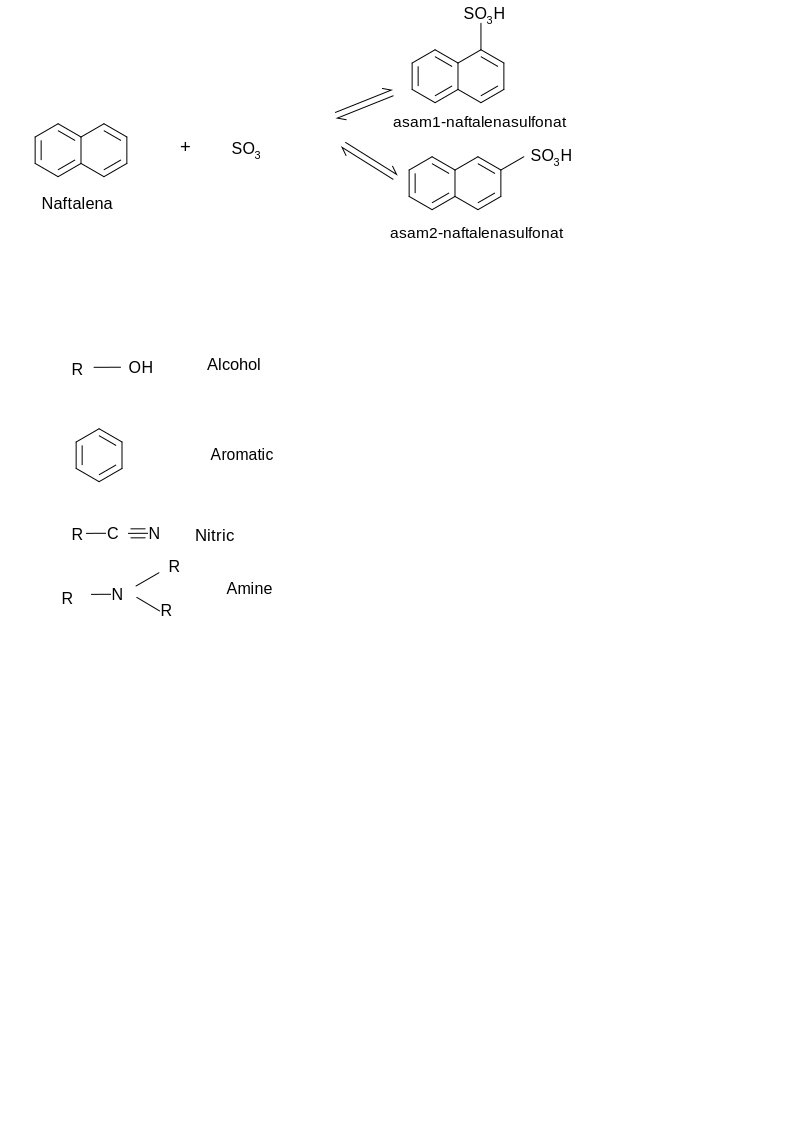 SO3H
asam1-naftalenasulfonat
+ SO3
SO3H
Naftalena
asam2-naftalenasulfonat
R OH Alcohol
Aromatic
R C N Nitric
R
R N Amine
R